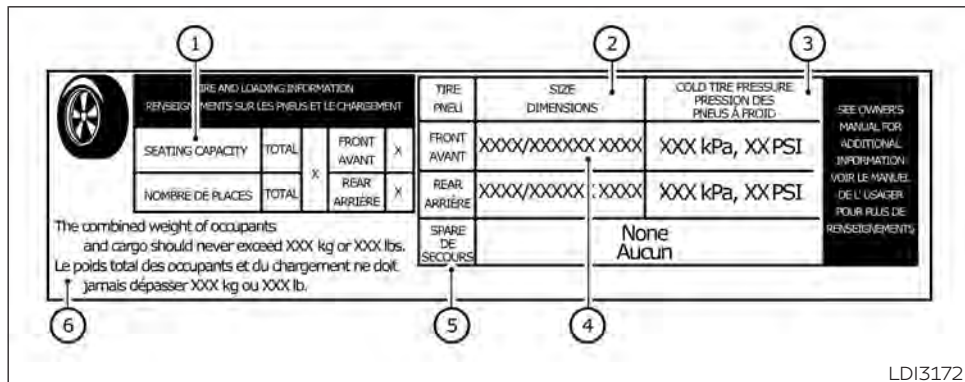 1
2
3
TIRE AND LOADING INFORMATION
RENSEIGNEMENTS SUR LES PNEUS ET LE CHARGEMENT
SEATING CAPACITY TOTAL X FRONT AVANT X
NOMBRE DE PLACES TOTAL REAR ARRIÈRE X
The combined weight of occupants
and cargo should never exceed XXX kg or XXX lbs.
Le poids total des occupants et du chargement ne doit
jamais dépasser XXX kg ou XXX lb.
TIRE
PNEU
SIZE
DIMENSIONS
COLD TIRE PRESSURE
PRESSION DES
PNEUS À FROID
FRONT
AVANT
XXXX/XXXXXX XXXX
XXX kPa, XX PSI
REAR
ARRIÈRE
XXXX/XXXXX X XXXX
XXX kPa, XX PSI
SPARE
DE
SECOURS
None
Aucun
SEE OWNER'S
MANUAL FOR
ADDITIONAL
INFORMATION
VOIR LE MANUEL
DE L' USAGER
POUR PLUS DE
RENSEIGNEMENTS
6
5
4
LDI3172